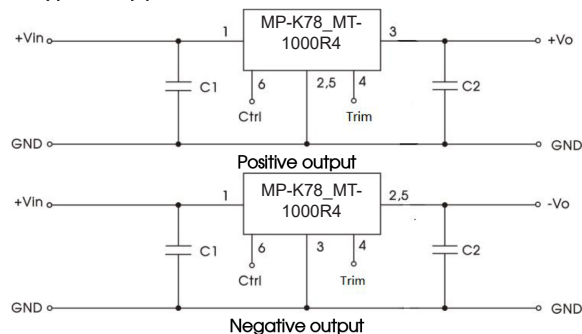 MP-K78_MT-
1000R4
+Vin 1 3 +Vo
C1 6 2,5 4 C2
Ctrl Trim
GND GND
Positive output
MP-K78_MT-
1000R4
+Vin 1 2,5 -Vo
C1 6 3 4 C2
Ctrl Trim
GND GND
Negative output